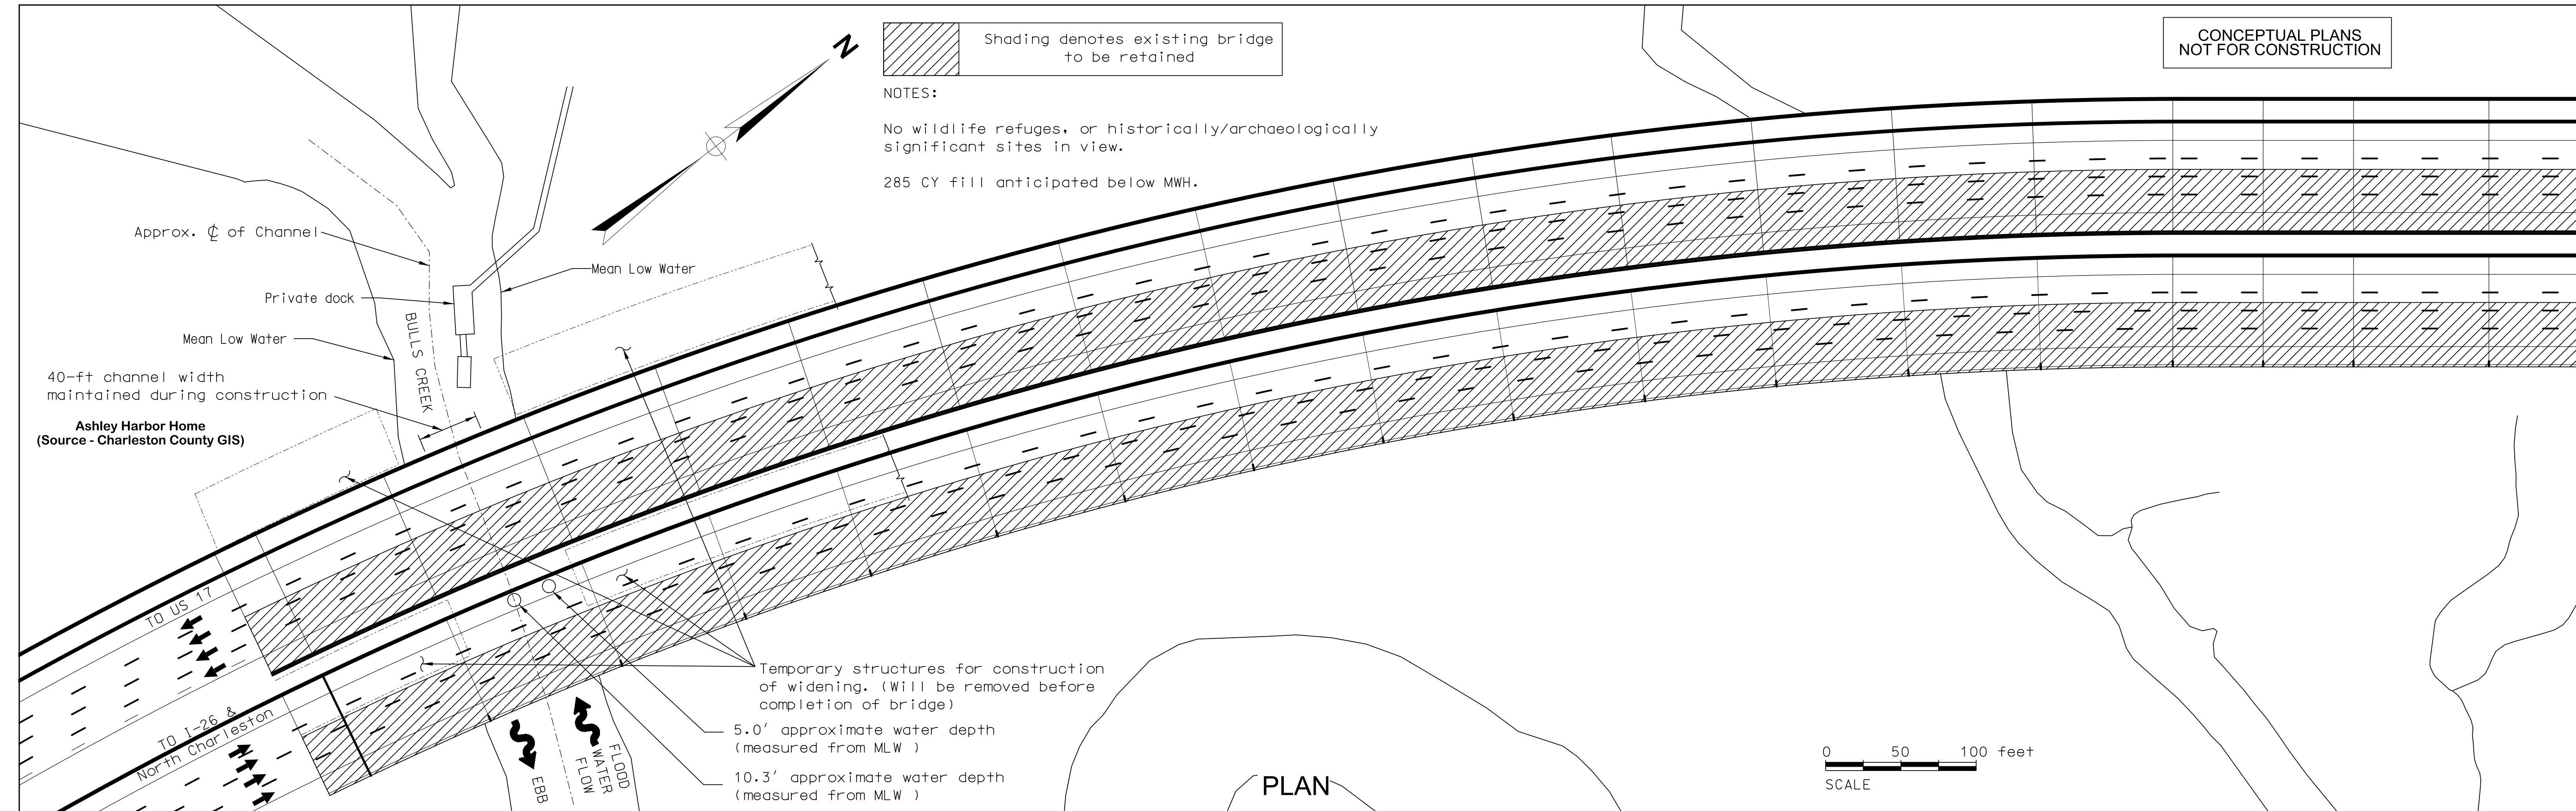 N
Shading denotes existing bridge
to be retained
CONCEPTUAL PLANS
NOT FOR CONSTRUCTION
NOTES:
No wildlife refuges, or historically/archaeologically
significant sites in view.
285 CY fill anticipated below MWH.
Approx. ℄ of Channel
Mean Low Water
Private dock
Mean Low Water
BULLS CREEK
40-ft channel width
maintained during construction
Ashley Harbor Home
(Source - Charleston County GIS)
TO US 17
TO I-26 &
North Charleston
Temporary structures for construction
of widening. (Will be removed before
completion of bridge)
5.0' approximate water depth
(measured from MLW )
10.3' approximate water depth
(measured from MLW )
EBB
FLOOD
WATER
FLOW
PLAN
0 50 100 feet
SCALE